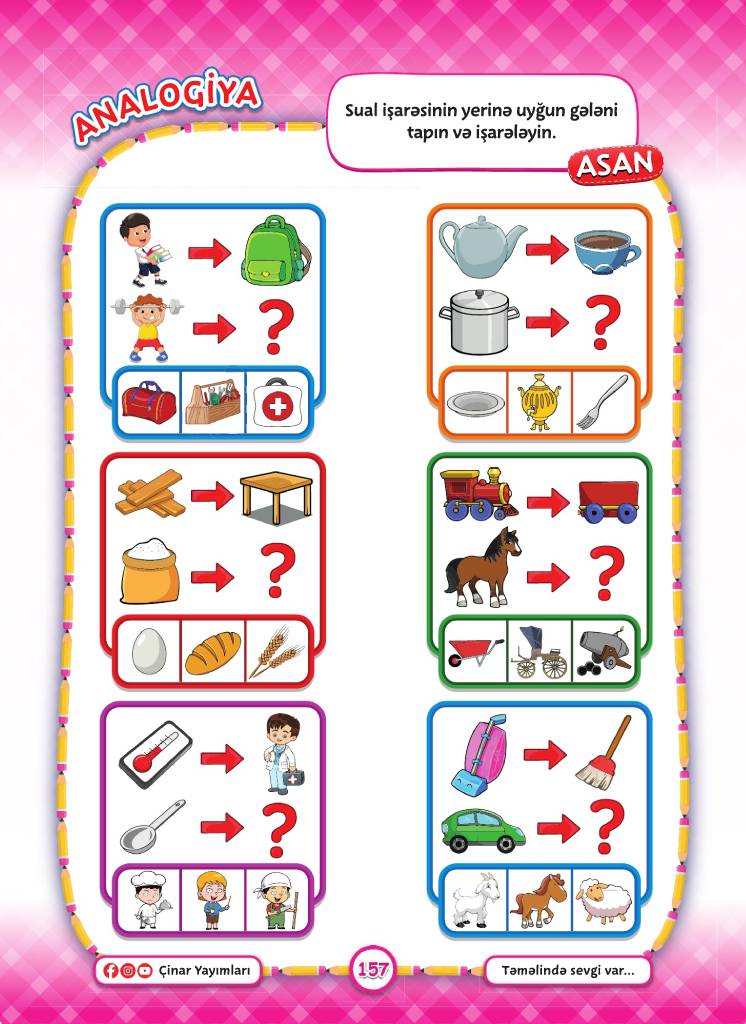 ANALOGİYA
Sual işarəsinin yerinə uyğun gələni
tapın və işarələyin.
ASAN
?
?
?
?
?
?
Çinar Yayımları
157
Təməlində sevgi var...